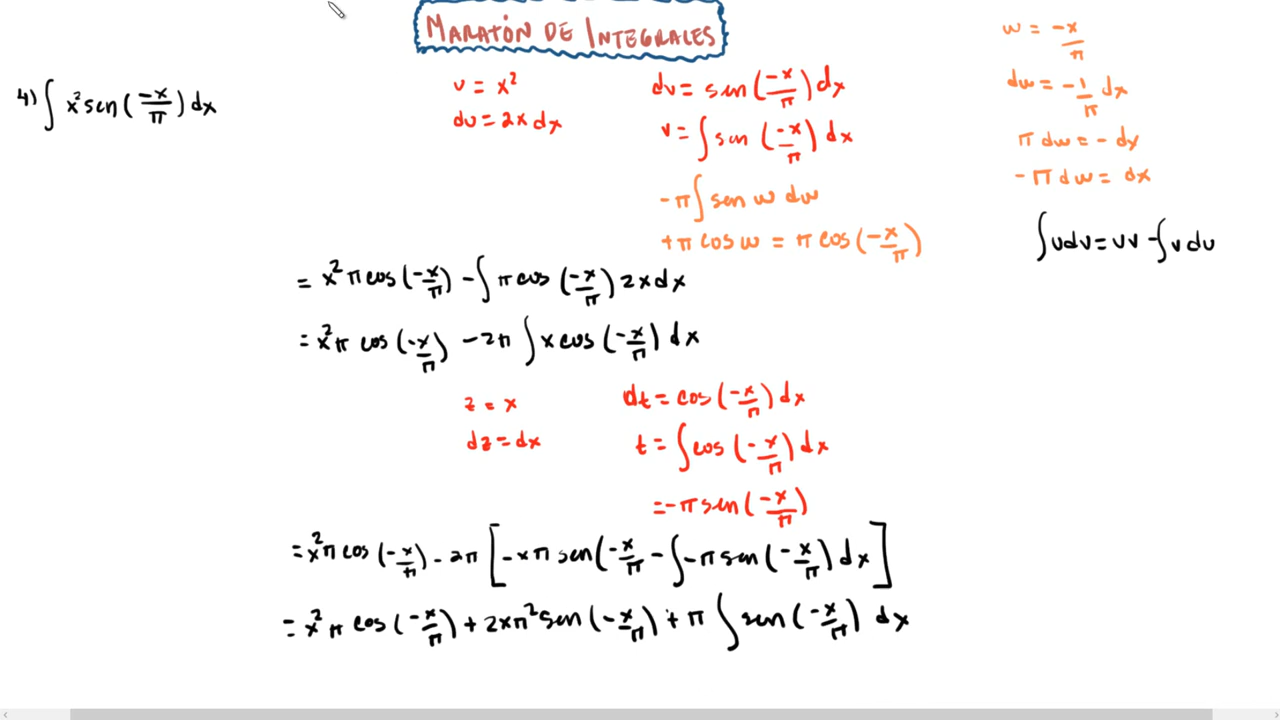 MARATÓN DE INTEGRALES
4) ∫ x² sen (-x/π) dx
u = x²
du = 2x dx
dv = sen (-x/π) dx
v = ∫ sen (-x/π) dx
-π ∫ sen w dw
+π cos w = π cos (-x/π)
w = -x/π
dw = -1/π dx
π dw = - dx
-π dw = dx
∫ u dv = uv - ∫ v du
= x² π cos (-x/π) - ∫ π cos (-x/π) 2x dx
= x² π cos (-x/π) - 2π ∫ x cos (-x/π) dx
z = x
dz = dx
dt = cos (-x/π) dx
t = ∫ cos (-x/π) dx
= -π sen (-x/π)
= x² π cos (-x/π) - 2π [ -xπ sen (-x/π - ∫ -π sen (-x/π) dx ]
= x² π cos (-x/π) + 2xπ² sen (-x/π) + π ∫ sen (-x/π) dx